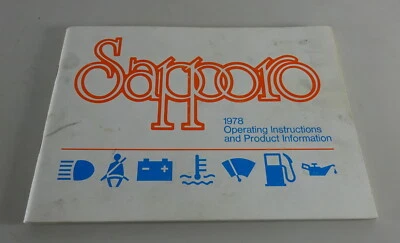 Sapporo
1978
Operating Instructions
and Product Information